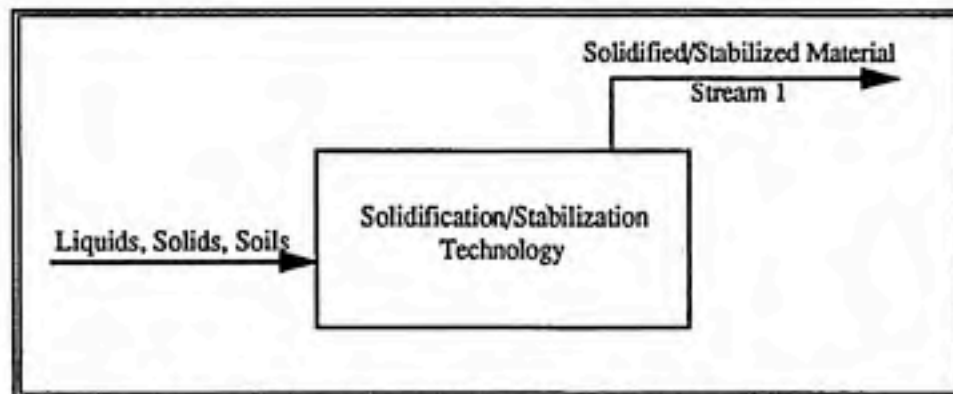 Solidified/Stabilized Material
Stream 1
Solidification/Stabilization
Technology
Liquids, Solids, Soils